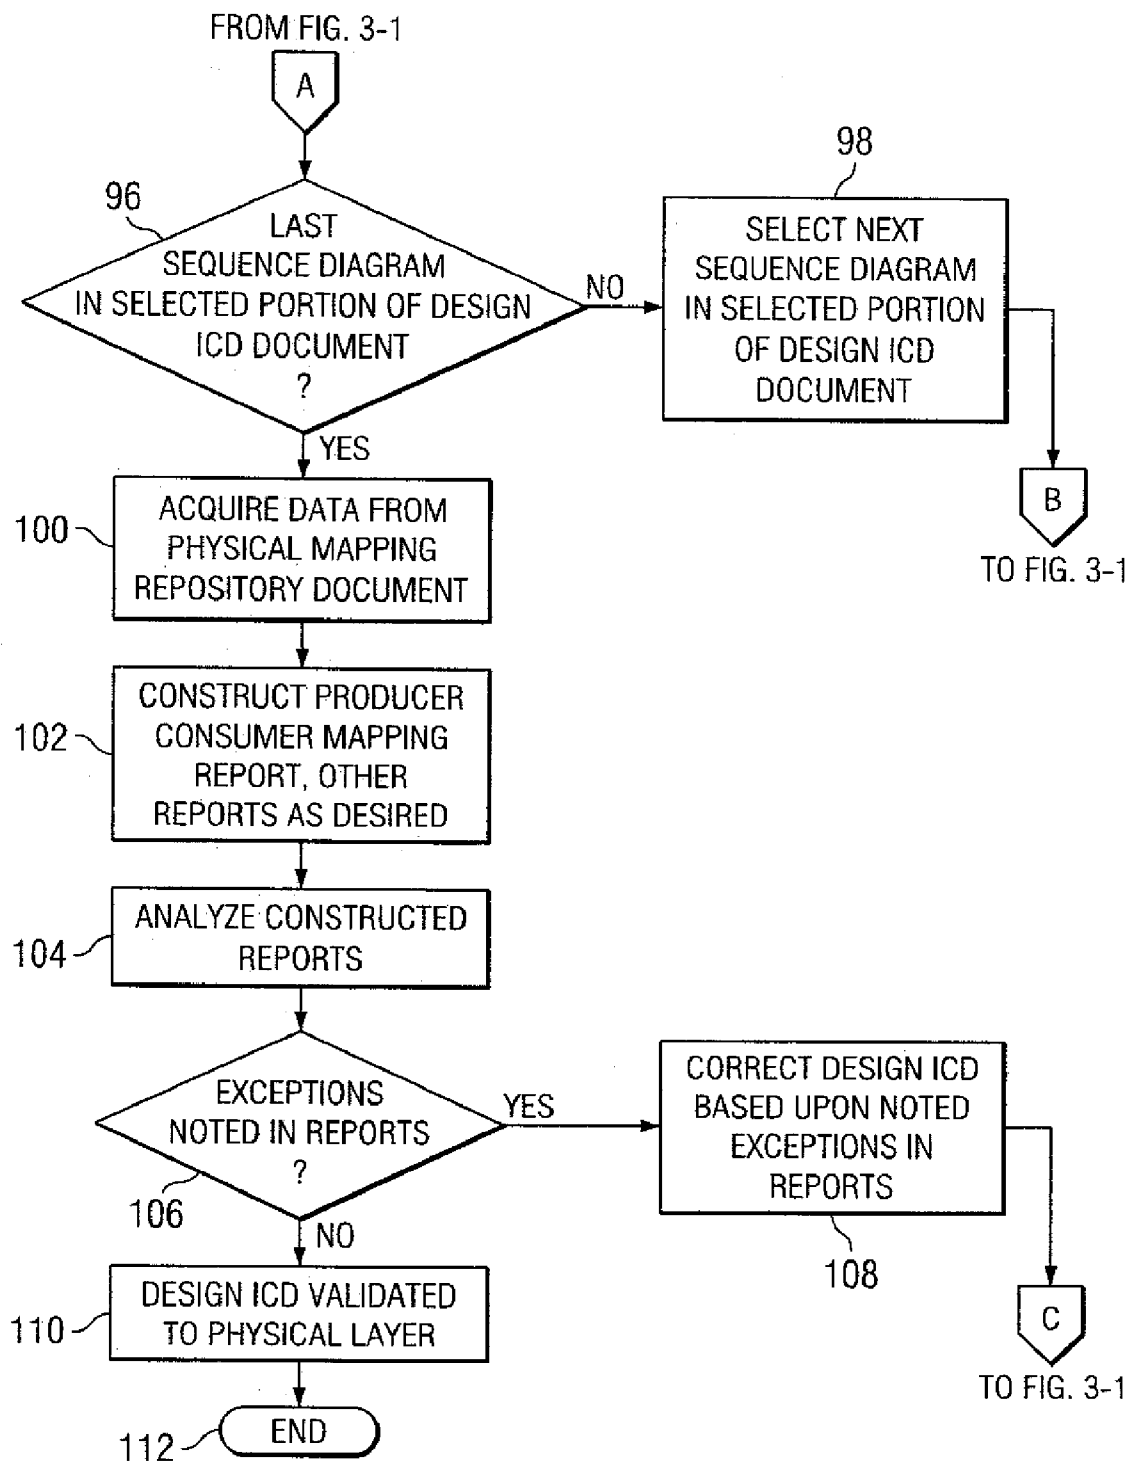 FROM FIG. 3-1
A
96
LAST
SEQUENCE DIAGRAM
IN SELECTED PORTION OF DESIGN
ICD DOCUMENT
?
NO
98
SELECT NEXT
SEQUENCE DIAGRAM
IN SELECTED PORTION
OF DESIGN ICD
DOCUMENT
B
TO FIG. 3-1
YES
100
ACQUIRE DATA FROM
PHYSICAL MAPPING
REPOSITORY DOCUMENT
102
CONSTRUCT PRODUCER
CONSUMER MAPPING
REPORT, OTHER
REPORTS AS DESIRED
104
ANALYZE CONSTRUCTED
REPORTS
106
EXCEPTIONS
NOTED IN REPORTS
?
YES
CORRECT DESIGN ICD
BASED UPON NOTED
EXCEPTIONS IN
REPORTS
108
C
TO FIG. 3-1
NO
110
DESIGN ICD VALIDATED
TO PHYSICAL LAYER
112
END